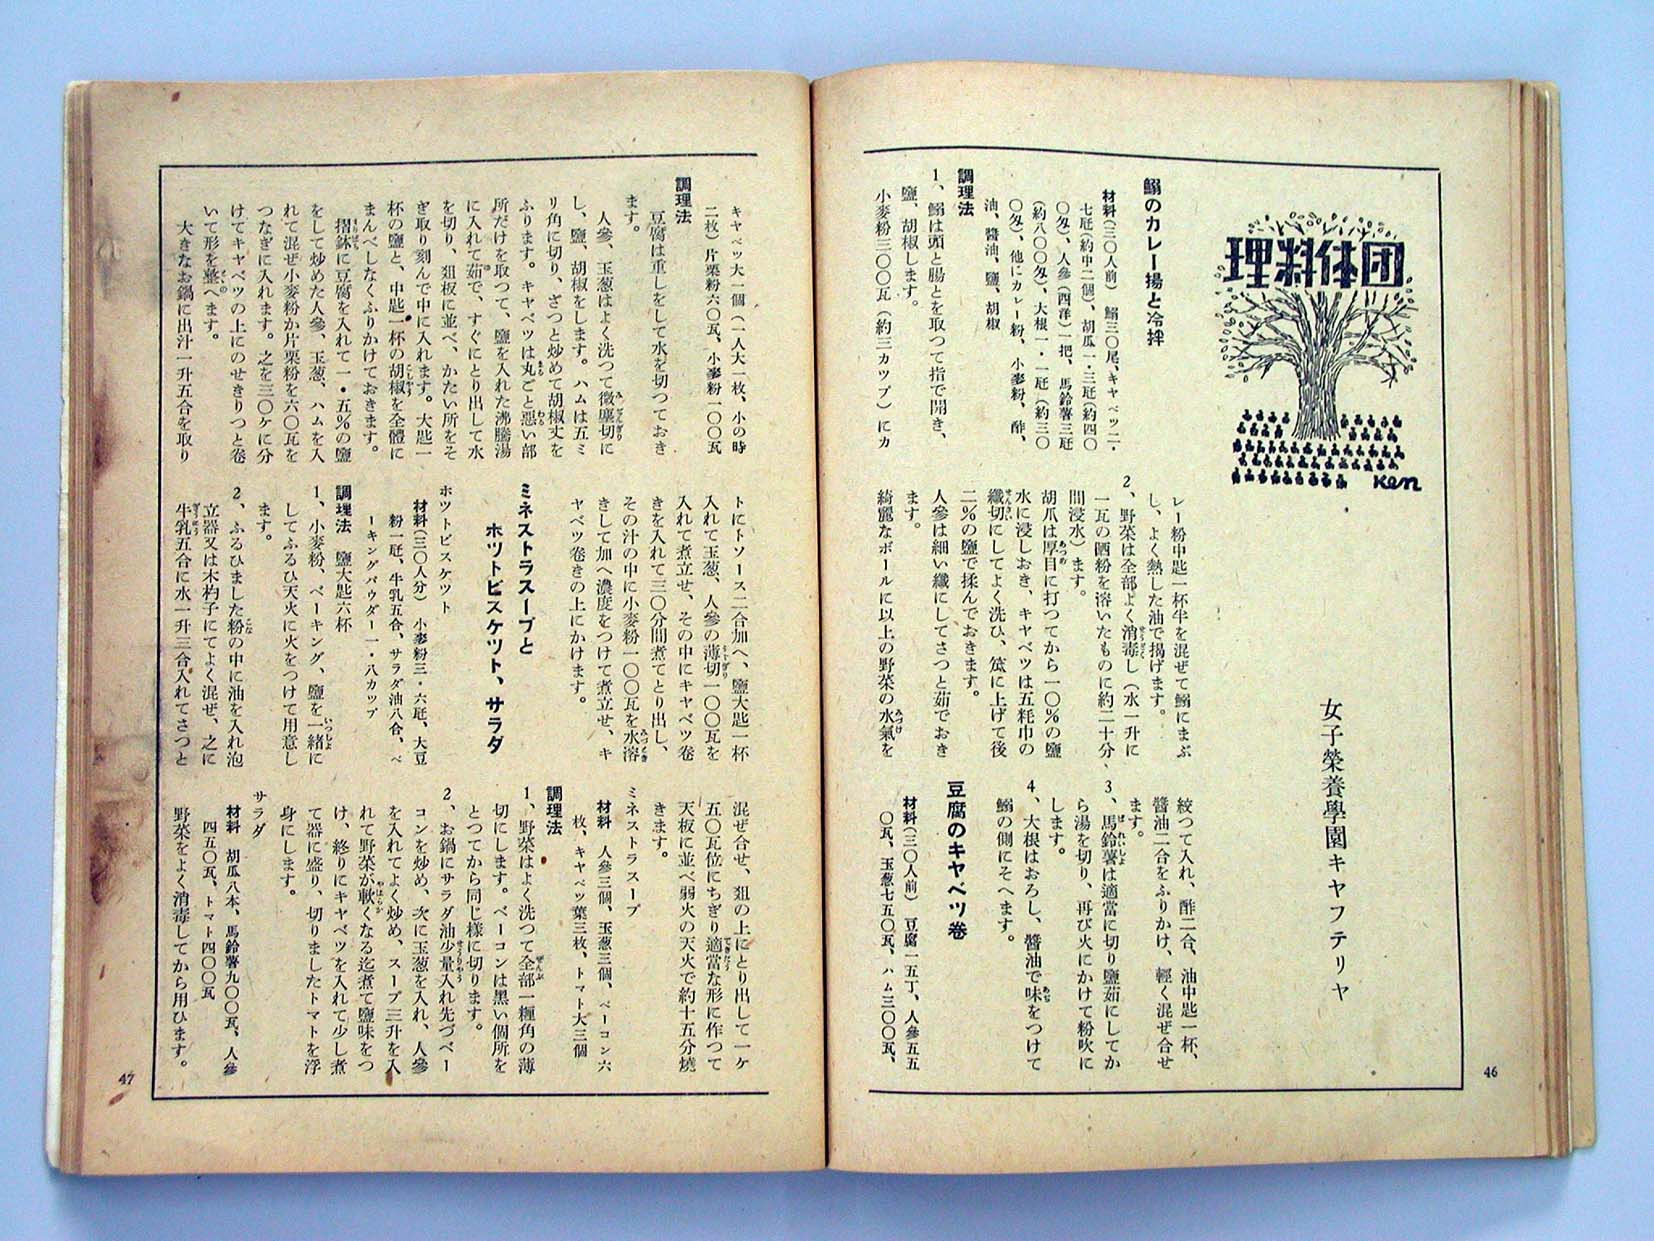 団体料理
Ken
女子榮養學園キヤフテリヤ
鰯のカレー揚と冷拌
材料(三〇人前) 鰯三〇尾、キャベツ二・
七瓩(約中二個)、胡瓜一・三瓩(約四〇
〇匁)、人參(四洋)一把、馬鈴薯三瓩
(約八〇〇匁)、大根一・一瓩(約三〇
〇匁)、他にカレー粉、小麥粉、酢、
油、醬油、鹽、胡椒
調理法
1、鰯は頭と腸とを取つて指で開き、
鹽、胡椒します。
小麥粉三〇〇瓦(約三カツプ)にカ
レー粉中匙一杯半を混ぜて鰯にまぶ
し、よく熱した油で揚げます。
2、野菜は全部よく消毒し(水一升に
一瓦の晒粉を溶いたものに約二十分、
間浸水)ます。
胡爪は厚目に打つてから一〇%の鹽
水に浸しおき、キヤベツは五粍巾の
纎切にしてよく洗ひ、笊に上げて後
二%の鹽で揉んでおきます。
人參は細い纎にしてさつと茹でおき
ます。
綺麗なボールに以上の野菜の水氣を
絞つて入れ、酢二合、油中匙一杯、
醬油二合をふりかけ、輕く混ぜ合せ
ます。
3、馬鈴薯は適當に切り鹽茹にしてか
ら湯を切り、再び火にかけて粉吹に
します。
4、大根はおろし、醬油で味をつけて
鰯の側にそへます。
豆腐のキャベツ卷
材料(三〇人前) 豆腐一五丁、人參五五
〇瓦、玉葱七五〇瓦、ハム三〇〇瓦、
46
キヤベツ大一個(一人大一枚、小の時
二枚)片栗粉六〇瓦、小麥粉一〇〇瓦
調理法
豆腐は重しをして水を切つておき
ます。
人參、玉葱はよく洗つて微塵切に
し、鹽、胡椒をします。ハムは五ミ
リ角に切り、ざつと炒めて胡椒丈を
ふります。キャベツは丸ごと惡い部
所だけを取つて、鹽を入れた沸騰湯
に入れて茹で、すぐにとり出して水
を切り、俎板に並べ、かたい所をそ
ぎ取り刻んで中に入れます。大匙一
杯の鹽と、中匙一杯の胡椒を全體に
まんべしなくふりかけておきます。
摺鉢に豆腐を入れて一・五%の鹽
をして炒めた人參、玉葱、ハムを入
れて混ぜ小麥粉か片栗粉を六〇瓦を
つなぎに入れます。之を三〇ケに分
けてキャベツの上にのせきりつと卷
いて形を整へます。
大きなお鍋に出汁一升五合を取り
トにトソース二合加へ、鹽大匙一杯
入れて玉葱、人參の薄切一〇〇瓦を
入れて煮立せ、その中にキヤベツ卷
きを入れて三〇分間煮てとり出し、
その汁の中に小麥粉一〇〇瓦を水溶
きして加へ濃度をつけて煮立せ、キ
ヤベツ卷きの上にかけます。
ミネストラスープと
ホツトビスケツト、サラダ
ホツトビスケツト
材料(三〇人分) 小麥粉三・六瓩、大豆
粉一瓩、牛乳五合、サラダ油八合、ベ
ーキングパウダー一・八カツプ
調理法 鹽大匙六杯
1、小麥粉、ベーキング、鹽を一緒に
してふるひ天火に火をつけて用意し
ます。
2、ふるひました粉の中に油を入れ泡
立器又は木杓子にてよく混ぜ、之に
牛乳五合に水一升三合入れてさつと
混ぜ合せ、俎の上にとり出して一ケ
五〇瓦位にちぎり適當な形に作つて
天板に並べ弱火の天火で約十五分燒
きます。
ミネストラスープ
材料 人參三個、玉葱三個、ベーコン六
枚、キャベツ葉三枚、トマト大三個
調理法
1、野菜はよく洗つて全部一糎角の薄
切にします。ベーコンは黑い個所を
とつてから同じ樣に切ります。
2、お鍋にサラダ油少量入れ先づベー
コンを炒め、次に玉葱を入れ、人參
を入れてよく炒め、スープ三升を入
れて野菜が軟くなる迄煮て鹽味をつ
け、終りにキヤベツを入れて少し煮
て器に盛り、切りましたトマトを浮
身にします。
サラダ
材料 胡瓜八本、馬鈴薯九〇〇瓦、人參
四五〇瓦、トマト四〇〇瓦
野菜をよく消毒してから用ひます。
47